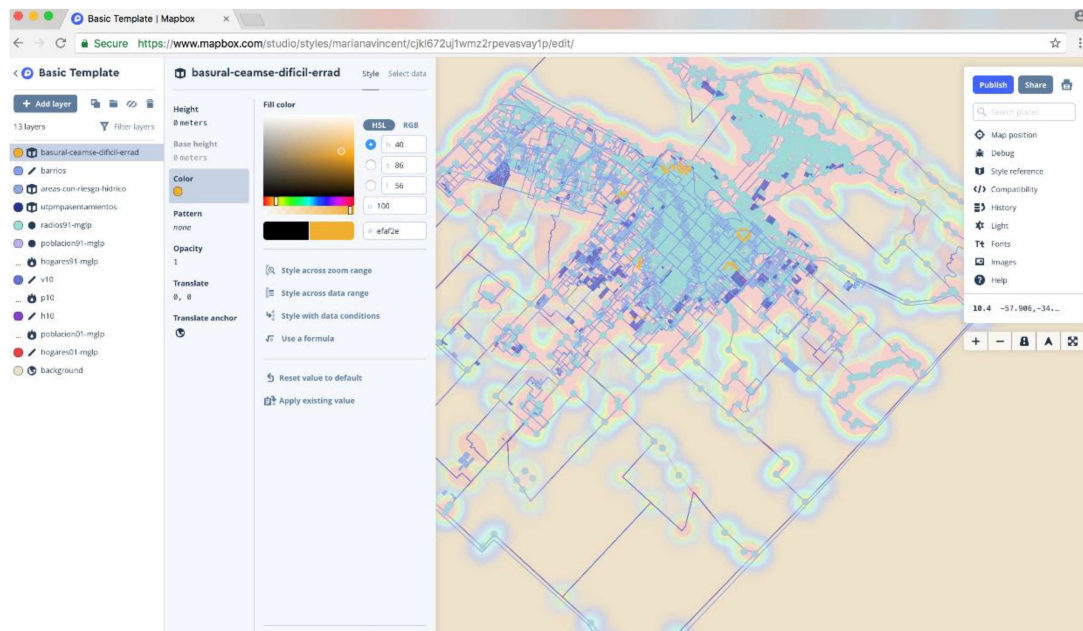 Basic Template | Mapbox
Secure https://www.mapbox.com/studio/styles/marianavincent/cjkl672uj1wmz2rpevasvay1p/edit/
Basic Template
+ Add layer
13 layers
Filter layers
basural-ceamse-dificil-errad
barrios
areas-con-riesgo-hidrico
utpmpasentamientos
radios91-mglp
poblacion91-mglp
... hogares91-mglp
v10
... p10
h10
... poblacion01-mglp
hogares01-mglp
background
basural-ceamse-dificil-errad
Style
Select data
Height
0 meters
Base height
0 meters
Color
Pattern
none
Opacity
1
Translate
0, 0
Translate anchor
Fill color
HSL RGB
h 40
s 86
l 56
100
# efaf2e
Style across zoom range
Style across data range
Style with data conditions
Use a formula
Reset value to default
Apply existing value
Publish
Share
Search places
Map position
Debug
Style reference
Compatibility
History
Light
Fonts
Images
Help
10.4 -57.906,-34....